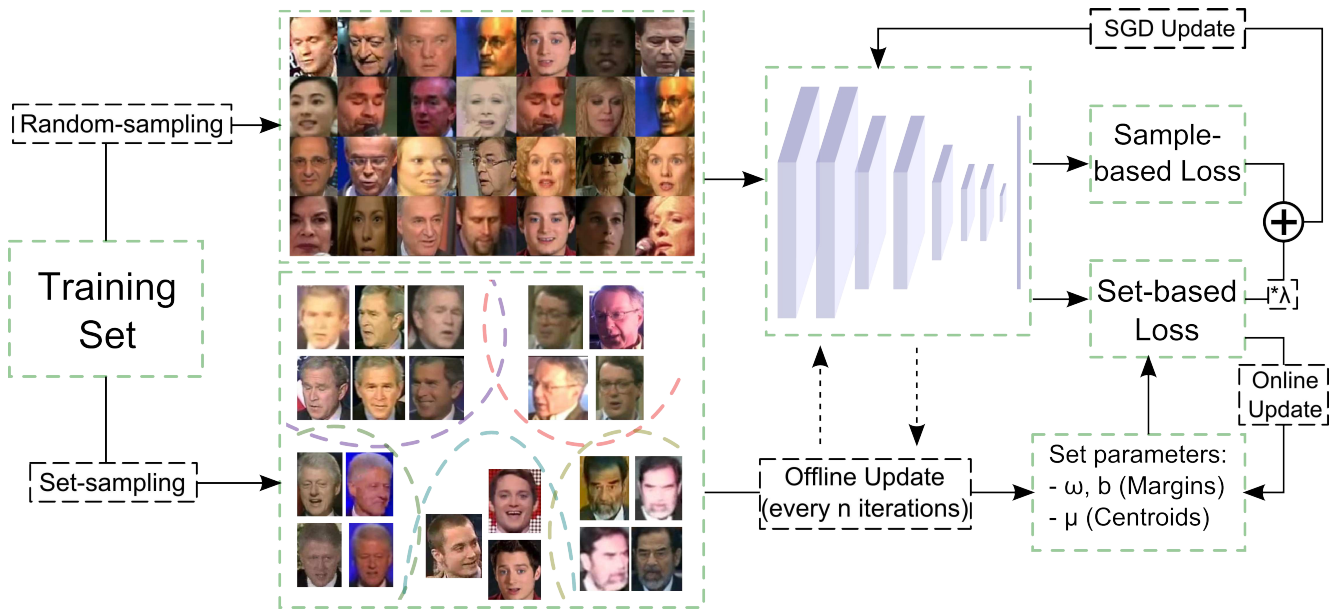 SGD Update
Random-sampling
Sample-
based Loss
Training
Set
Set-based
Loss
*λ
Online
Update
Set-sampling
Offline Update
(every n iterations)
Set parameters:
- ω, b (Margins)
- μ (Centroids)